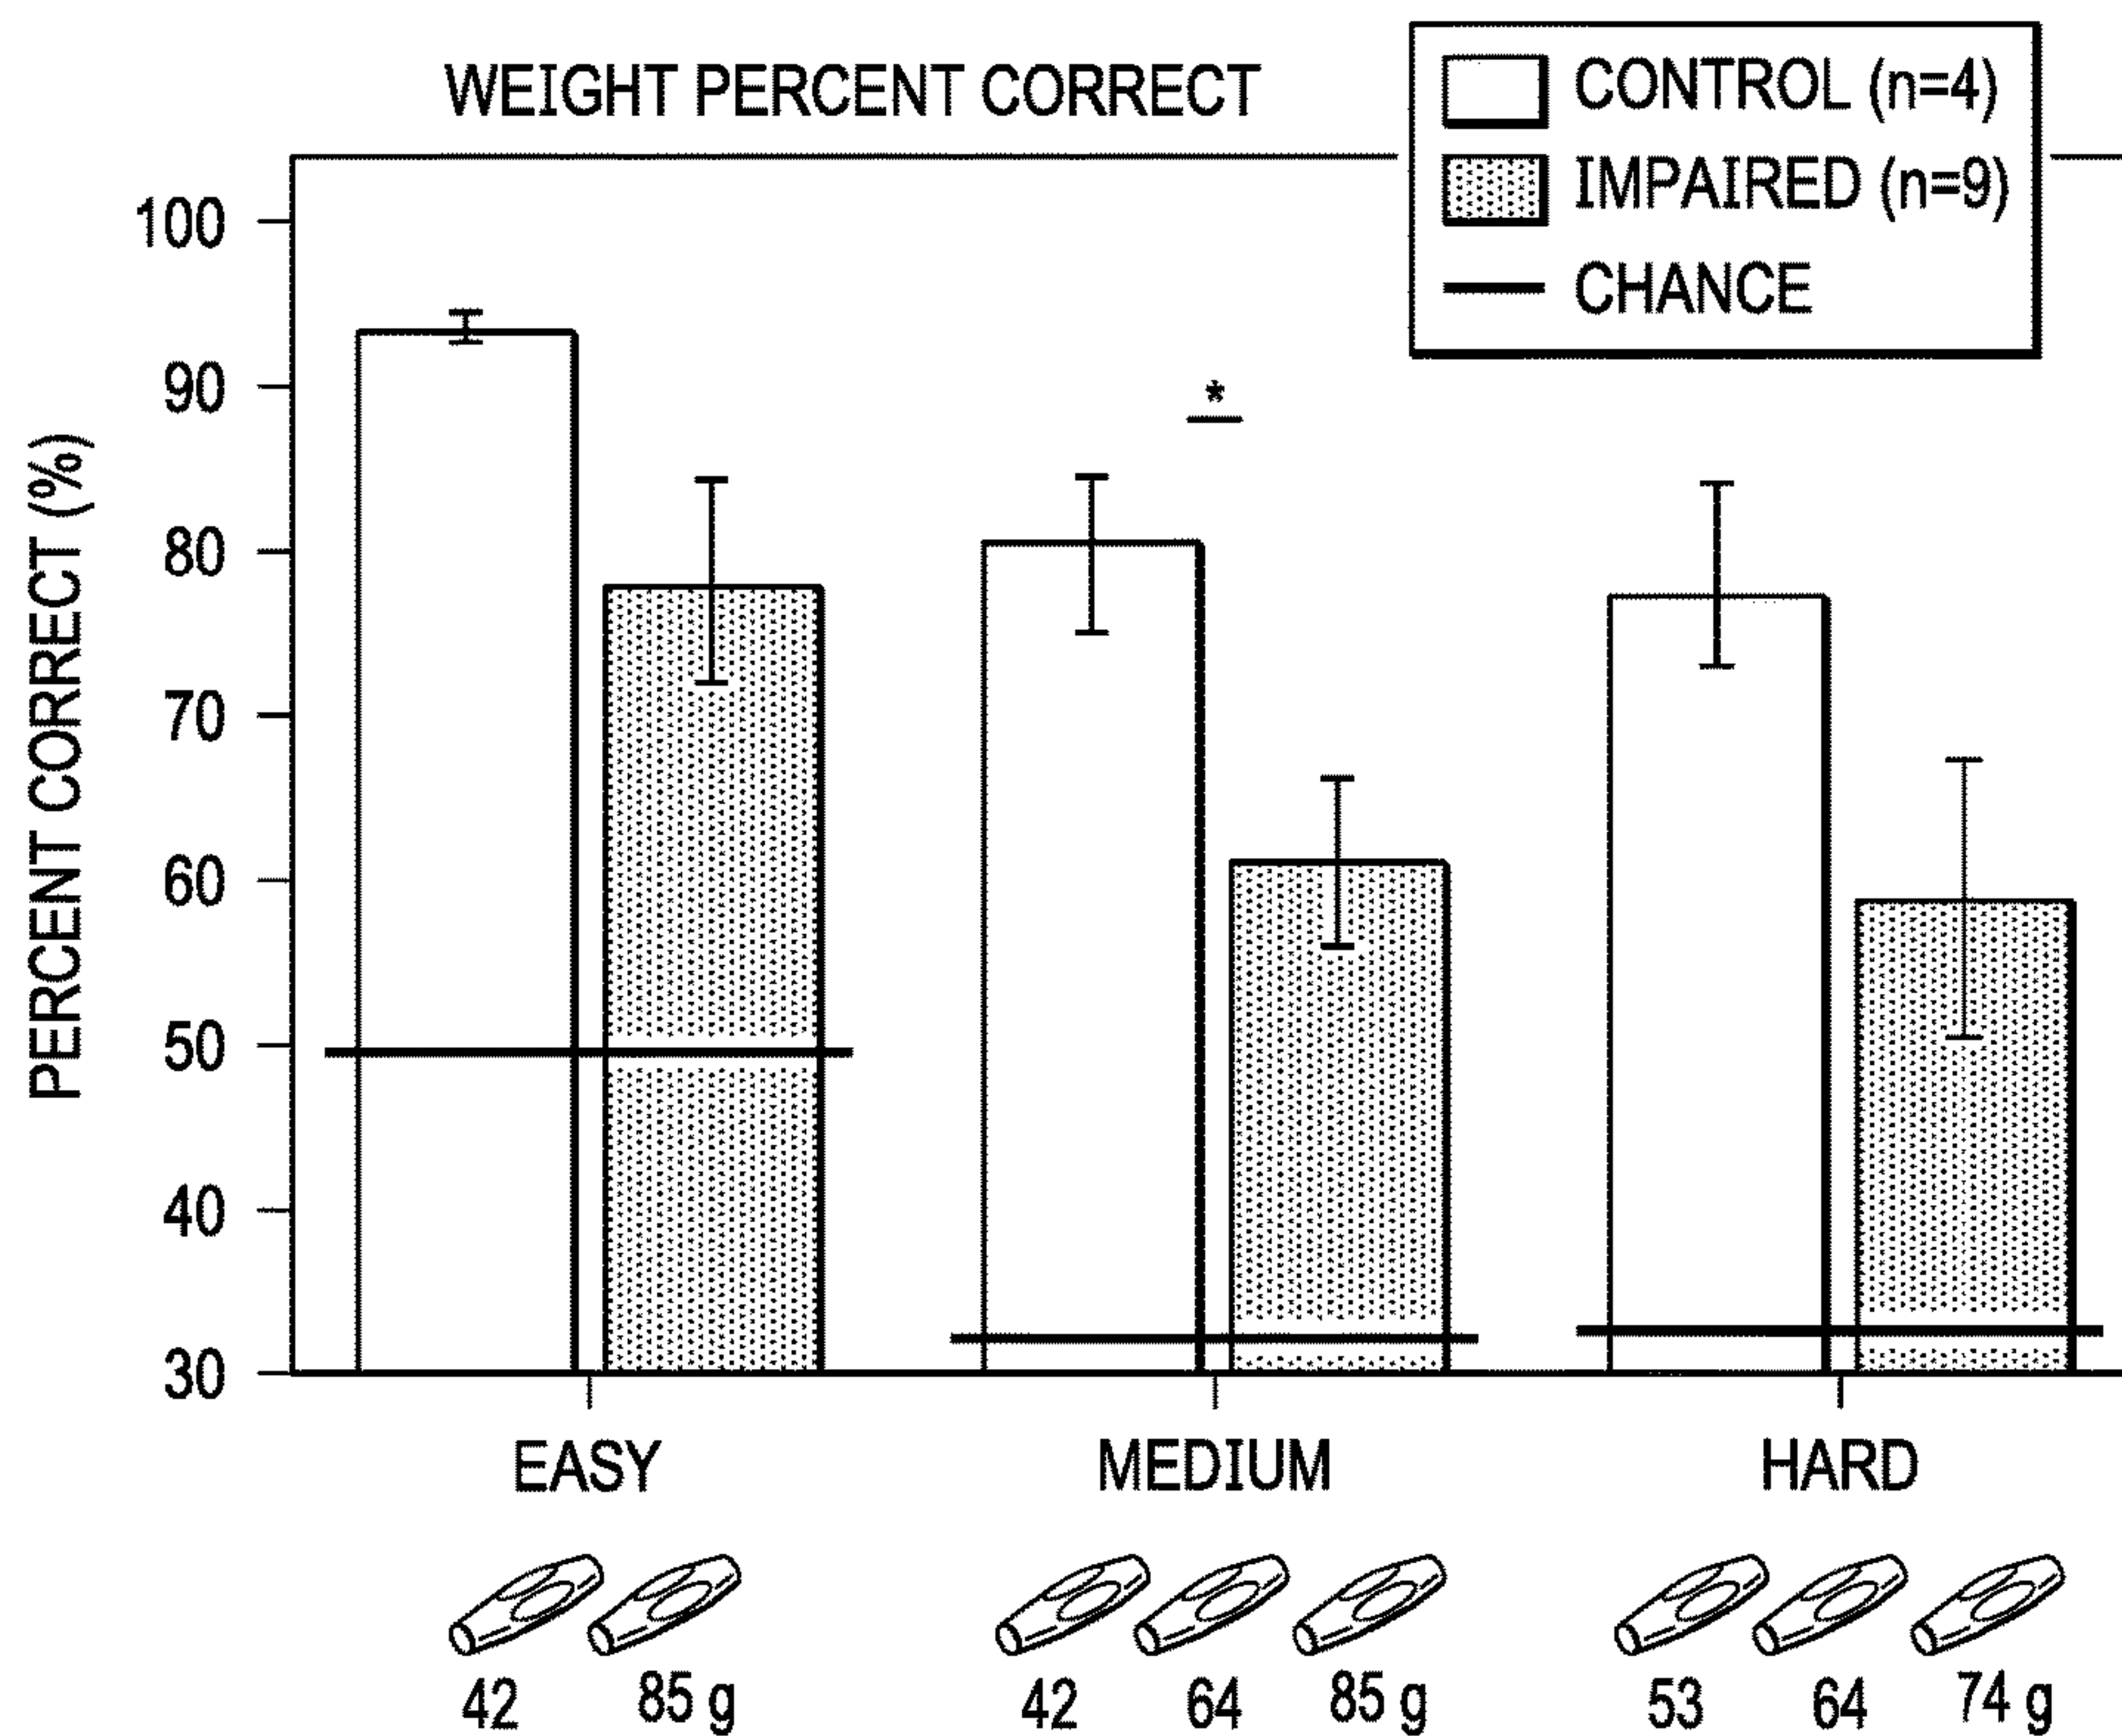 WEIGHT PERCENT CORRECT
CONTROL (n=4)
IMPAIRED (n=9)
CHANCE
PERCENT CORRECT (%)
100
90
80
70
60
50
40
30
*
EASY
MEDIUM
HARD
42 85 g
42 64 85 g
53 64 74 g